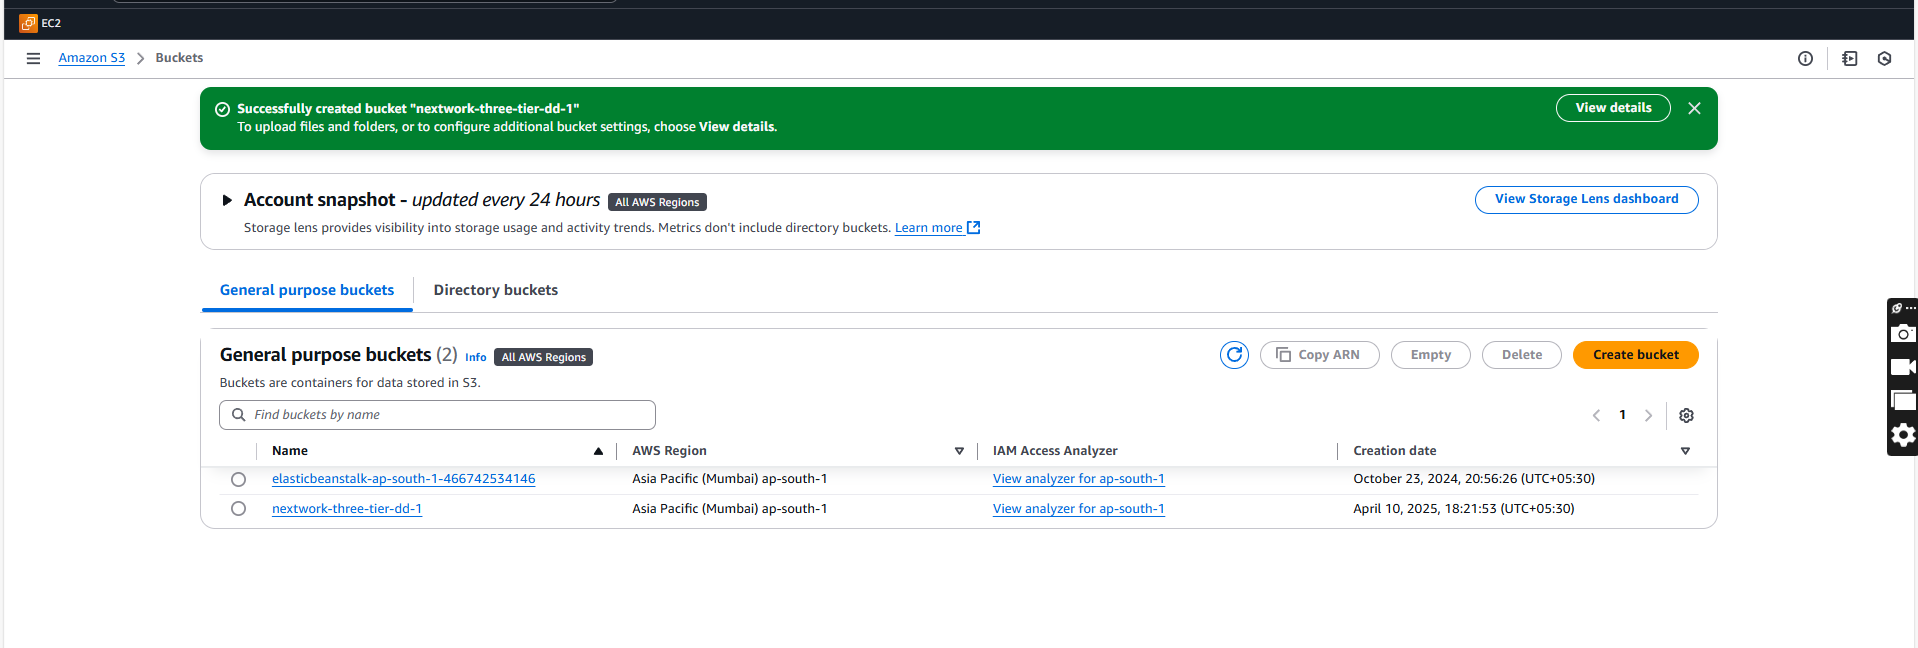 EC2
Amazon S3 > Buckets
Successfully created bucket "nextwork-three-tier-dd-1"
To upload files and folders, or to configure additional bucket settings, choose View details.
View details
Account snapshot - updated every 24 hours All AWS Regions
View Storage Lens dashboard
Storage lens provides visibility into storage usage and activity trends. Metrics don't include directory buckets. Learn more
General purpose buckets Directory buckets
General purpose buckets (2) Info All AWS Regions
Copy ARN Empty Delete Create bucket
Buckets are containers for data stored in S3.
Find buckets by name
1
Name AWS Region IAM Access Analyzer Creation date
elasticbeanstalk-ap-south-1-466742534146 Asia Pacific (Mumbai) ap-south-1 View analyzer for ap-south-1 October 23, 2024, 20:56:26 (UTC+05:30)
nextwork-three-tier-dd-1 Asia Pacific (Mumbai) ap-south-1 View analyzer for ap-south-1 April 10, 2025, 18:21:53 (UTC+05:30)